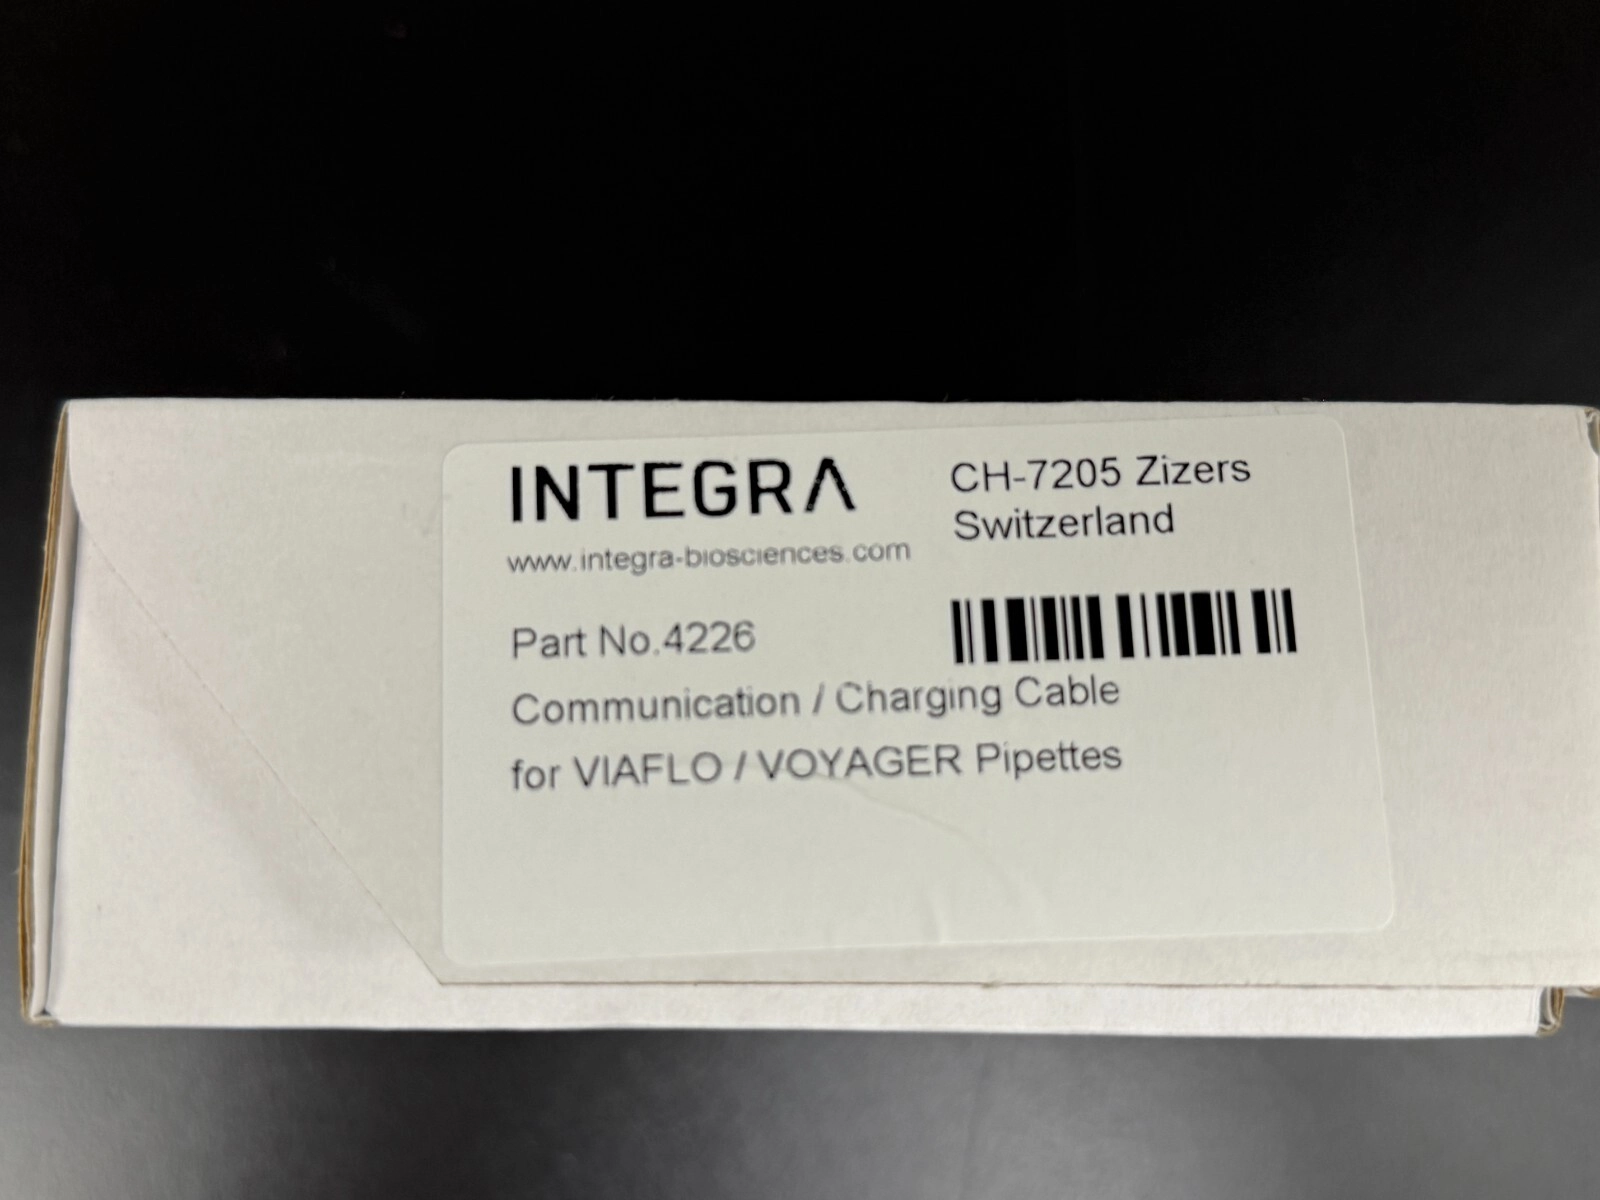 INTEGRA
www.integra-biosciences.com
CH-7205 Zizers
Switzerland
Part No.4226
Communication / Charging Cable
for VIAFLO / VOYAGER Pipettes